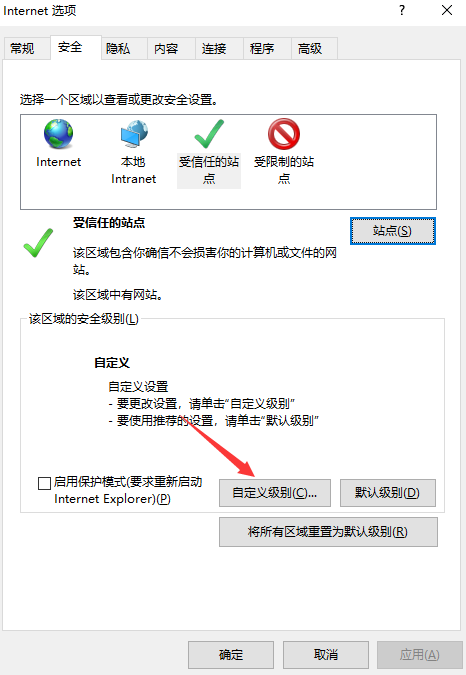 Internet 选项
?
常规 安全 隐私 内容 连接 程序 高级
选择一个区域以查看或更改安全设置。
Internet 本地 受信任的站 受限制的站
Intranet 点 点
受信任的站点
站点(S)
该区域包含你确信不会损害你的计算机或文件的网
站。
该区域中有网站。
该区域的安全级别(L)
自定义
自定义设置
- 要更改设置，请单击“自定义级别”
- 要使用推荐的设置，请单击“默认级别”
启用保护模式(要求重新启动
Internet Explorer)(P)
自定义级别(C)... 默认级别(D)
将所有区域重置为默认级别(R)
确定 取消 应用(A)